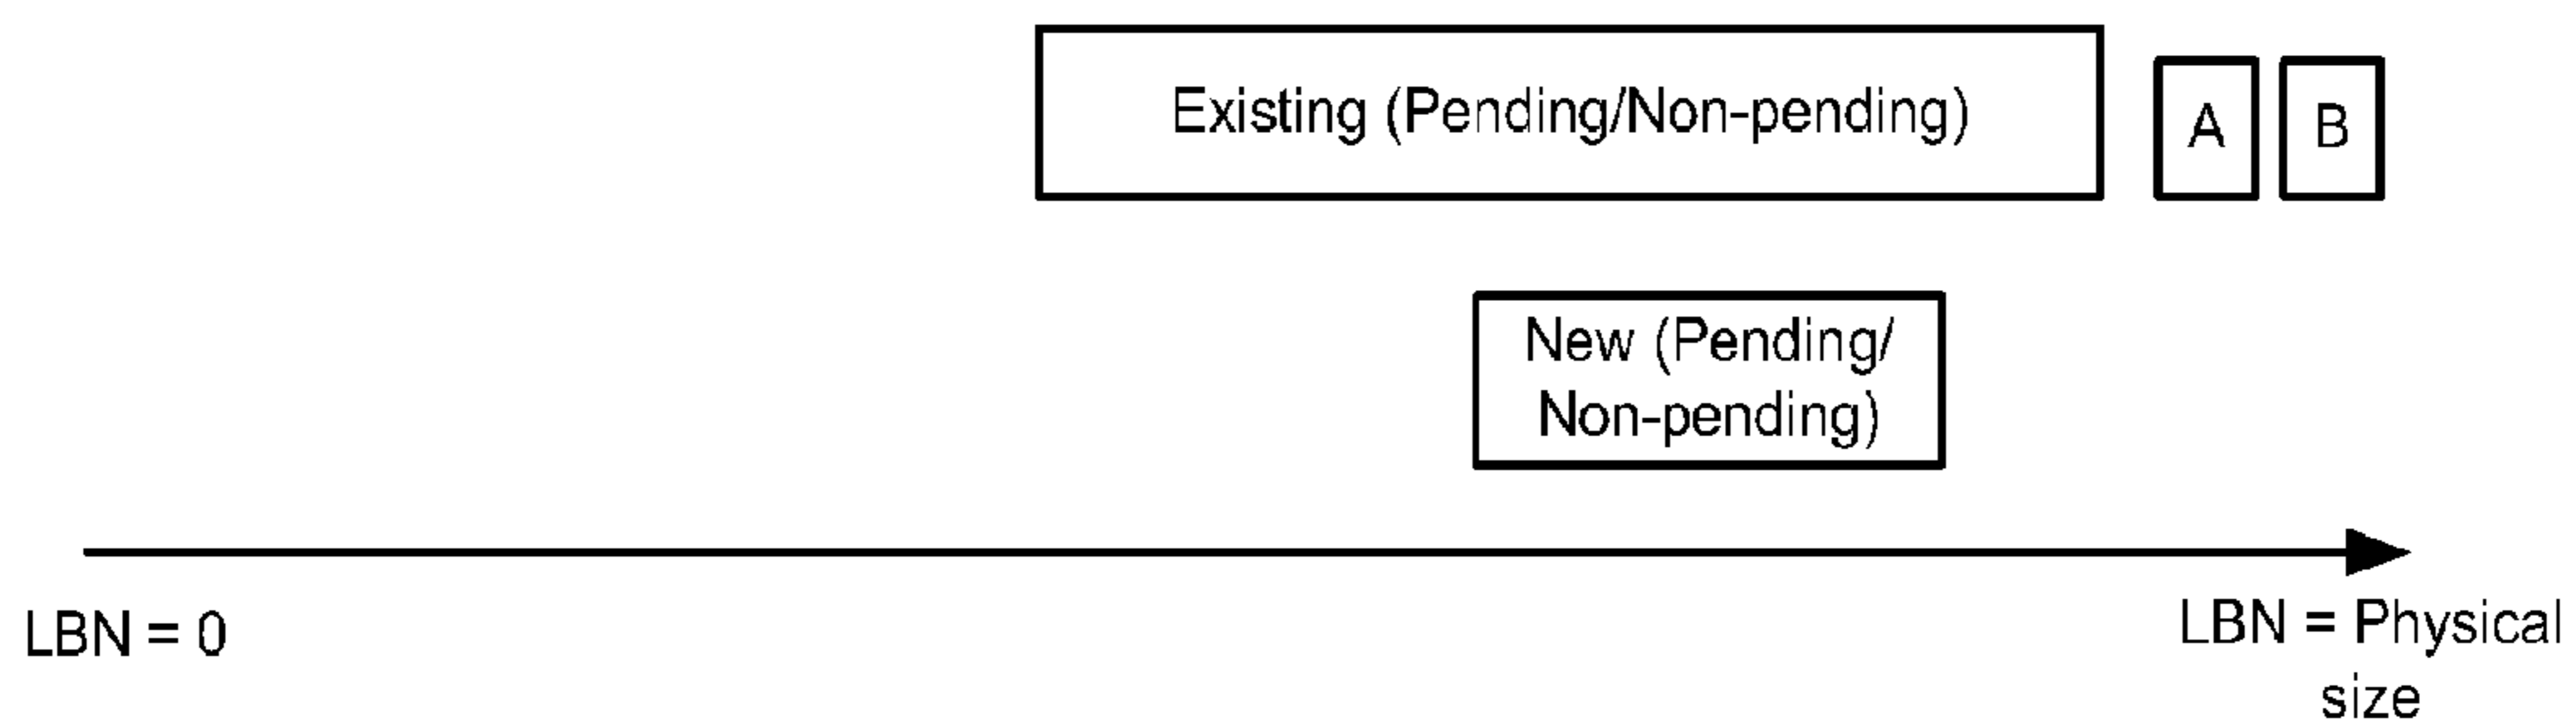 Existing (Pending/Non-pending)
A
B
New (Pending/
Non-pending)
LBN = 0
LBN = Physical
size